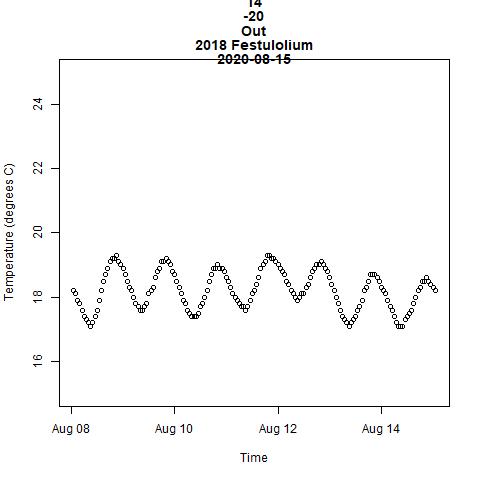 14
-20
Out
2018 Festulolium
2020-08-15
24
22
20
18
16
Temperature (degrees C)
Aug 08
Aug 10
Aug 12
Aug 14
Time